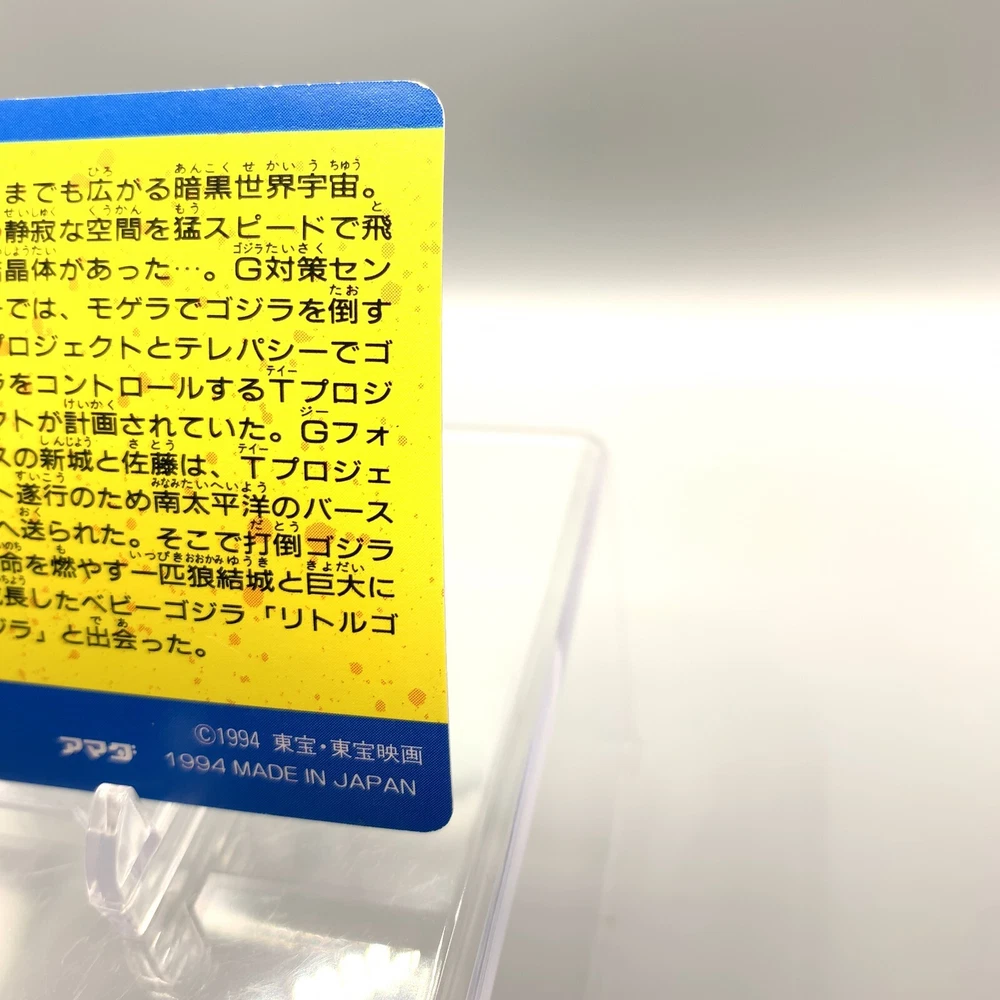 までも広がる暗黒世界宇宙。
静寂な空間を猛スピードで飛
晶体があった…。G対策セン
では、モゲラでゴジラを倒す
プロジェクトとテレパシーでゴ
ラをコントロールするTプロジ
クトが計画されていた。Gフォ
スの新城と佐藤は、Tプロジェ
ト遂行のため南太平洋のバース
へ送られた。そこで打倒ゴジラ
命を燃やす一匹狼結城と巨大に
長したベビーゴジラ「リトルゴ
ジラ」と出会った。
アマダ
©1994 東宝・東宝映画
1994 MADE IN JAPAN